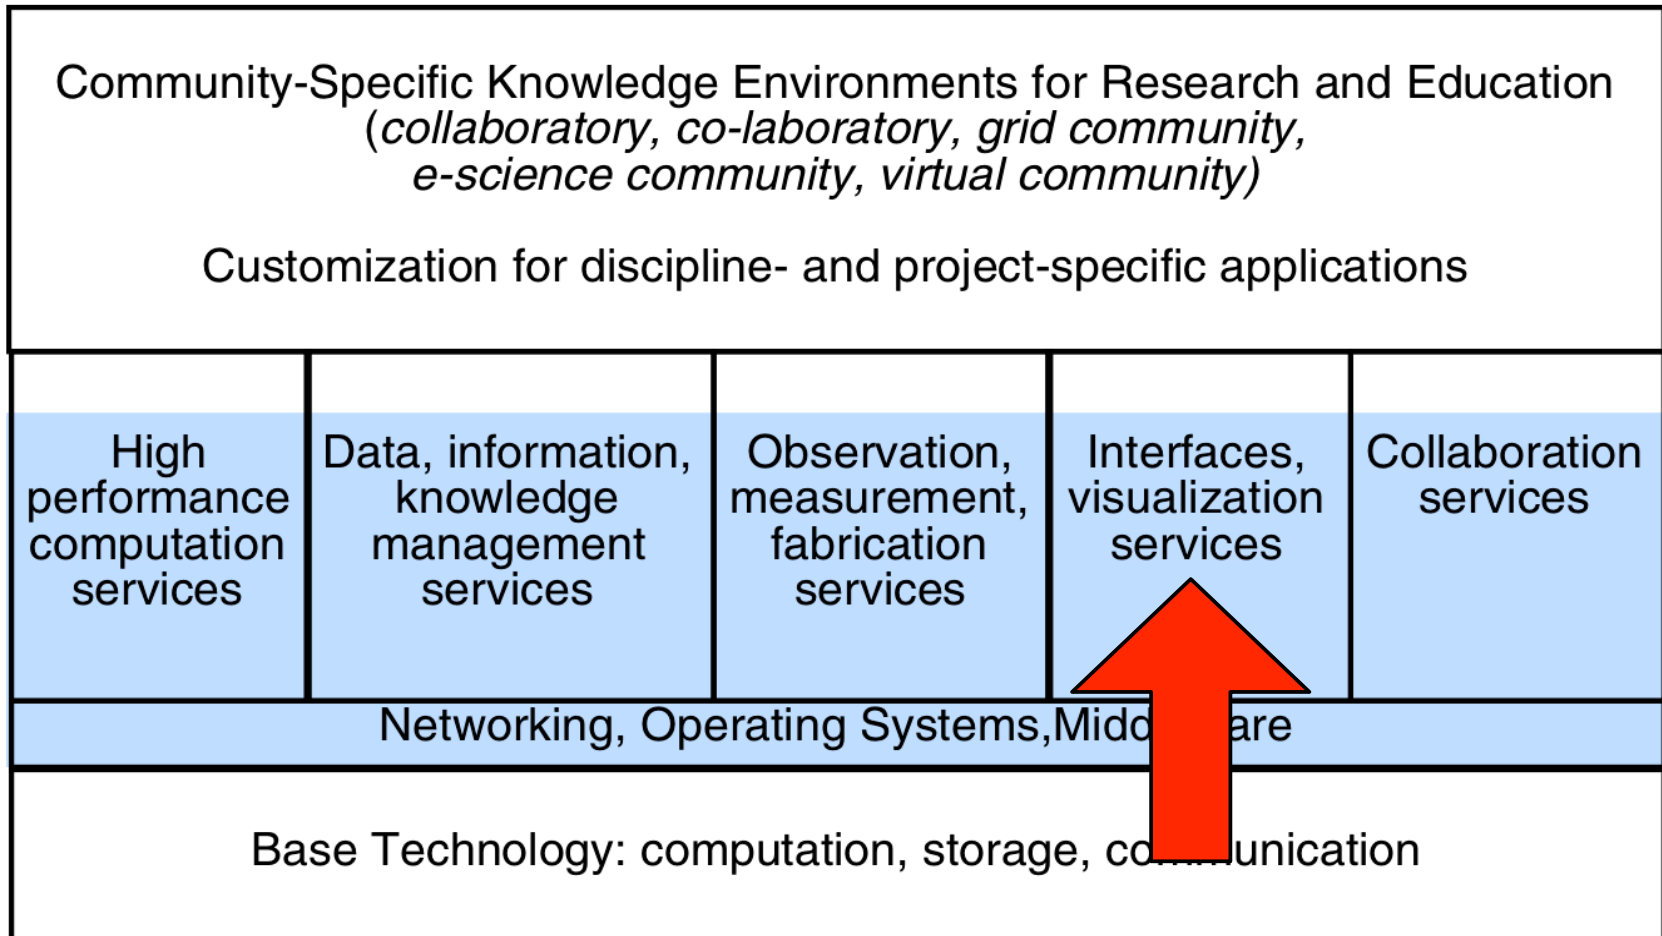 Community-Specific Knowledge Environments for Research and Education
(collaboratory, co-laboratory, grid community,
e-science community, virtual community)
Customization for discipline- and project-specific applications
High
performance
computation
services
Data, information,
knowledge
management
services
Observation,
measurement,
fabrication
services
Interfaces,
visualization
services
Collaboration
services
Networking, Operating Systems,
Base Technology: computation, storage,